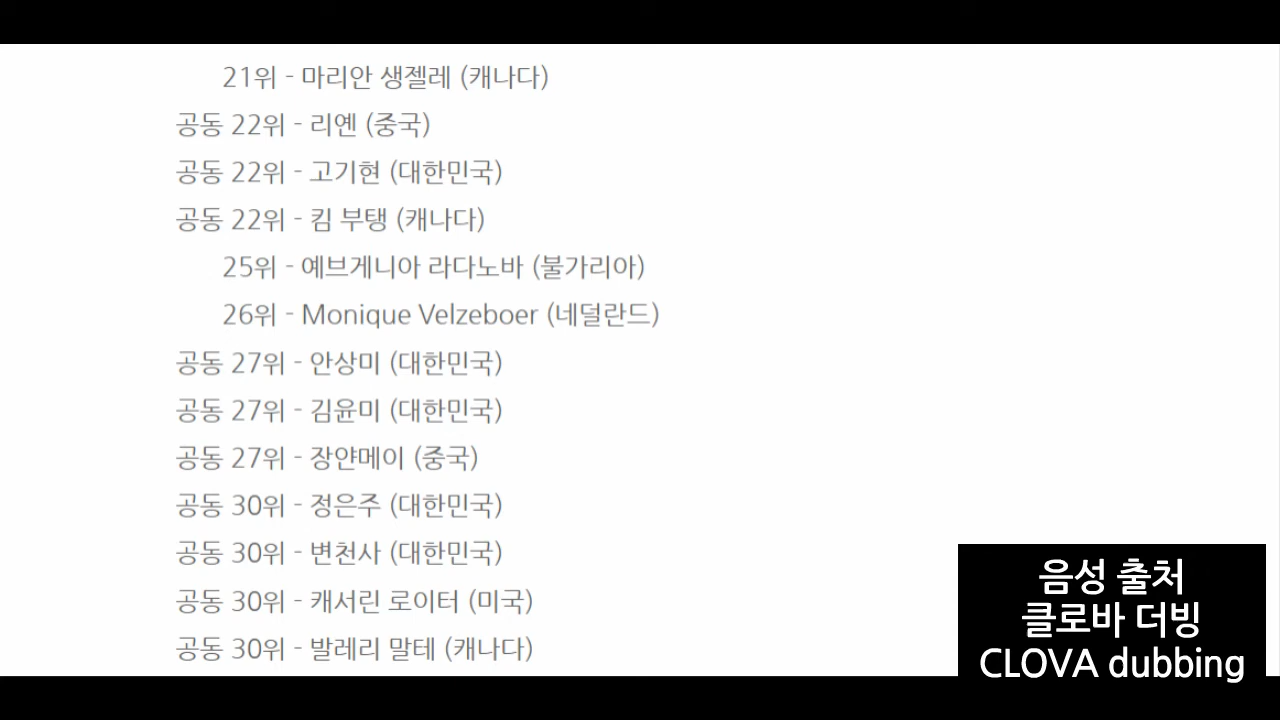 21위 - 마리안 생젤레 (캐나다)
공동 22위 - 리옌 (중국)
공동 22위 - 고기현 (대한민국)
공동 22위 - 킴 부탱 (캐나다)
25위 - 예브게니아 라다노바 (불가리아)
26위 - Monique Velzeboer (네덜란드)
공동 27위 - 안상미 (대한민국)
공동 27위 - 김윤미 (대한민국)
공동 27위 - 장얀메이 (중국)
공동 30위 - 정은주 (대한민국)
공동 30위 - 변천사 (대한민국)
공동 30위 - 캐서린 로이터 (미국)
공동 30위 - 발레리 말테 (캐나다)
음성 출처
클로바 더빙
CLOVA dubbing